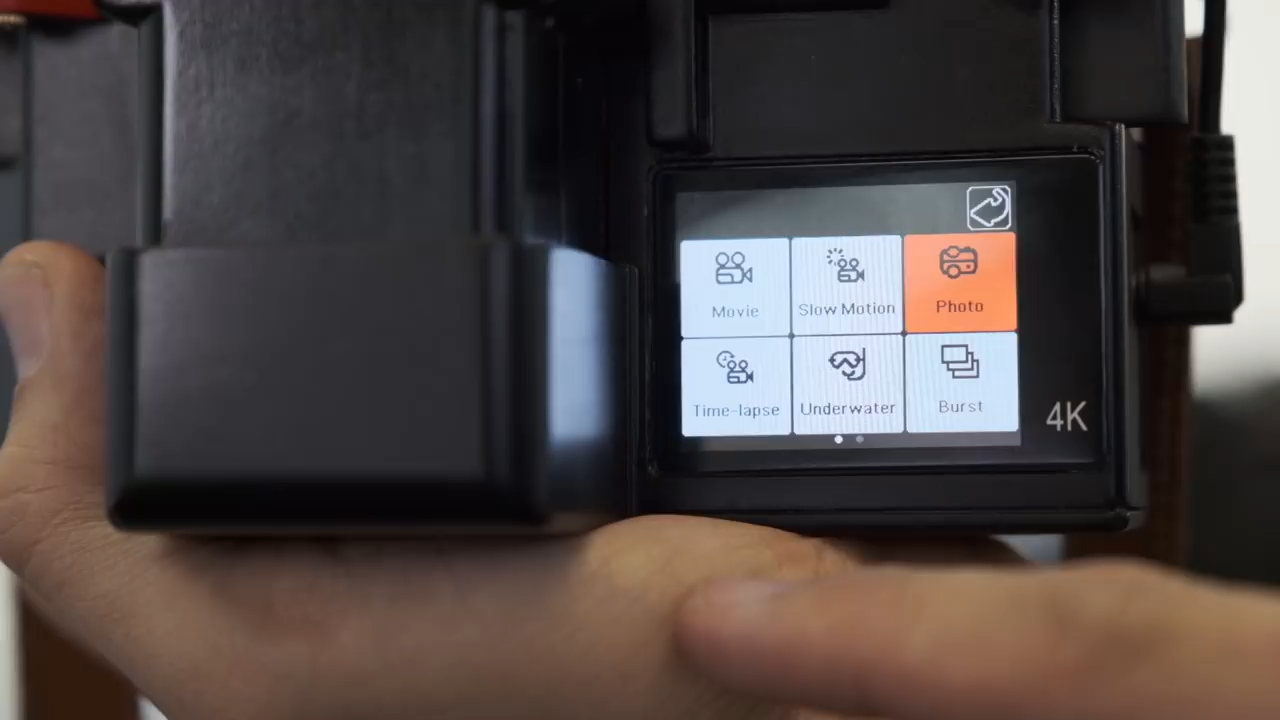 Movie
Slow Motion
Photo
Time-lapse
Underwater
Burst
4K